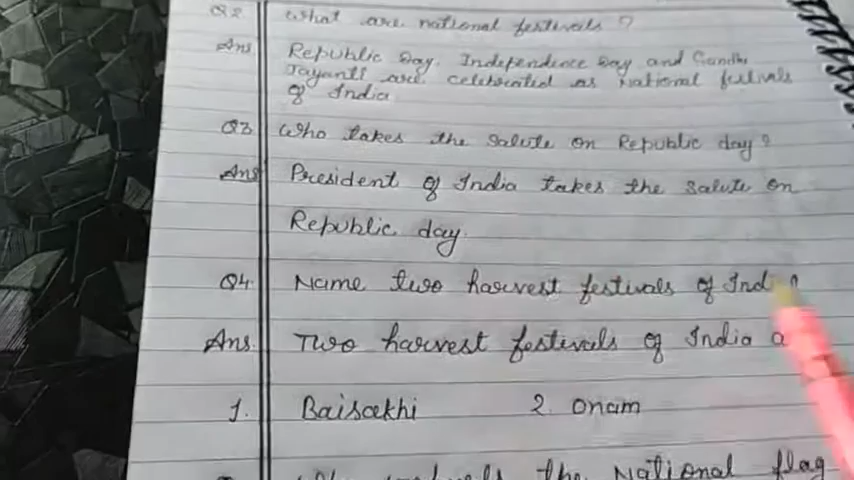 Q2 What are national festivals ?
Ans Republic Day, Independence Day and Gandhi
Jayanti are celebrated as National festivals
of India
Q3 Who takes the salute on Republic day?
Ans President of India takes the salute on
Republic day.
Q4. Name two harvest festivals of Ind
Ans. Two harvest festivals of India a
1. Baisakhi 2. Onam
the National flag